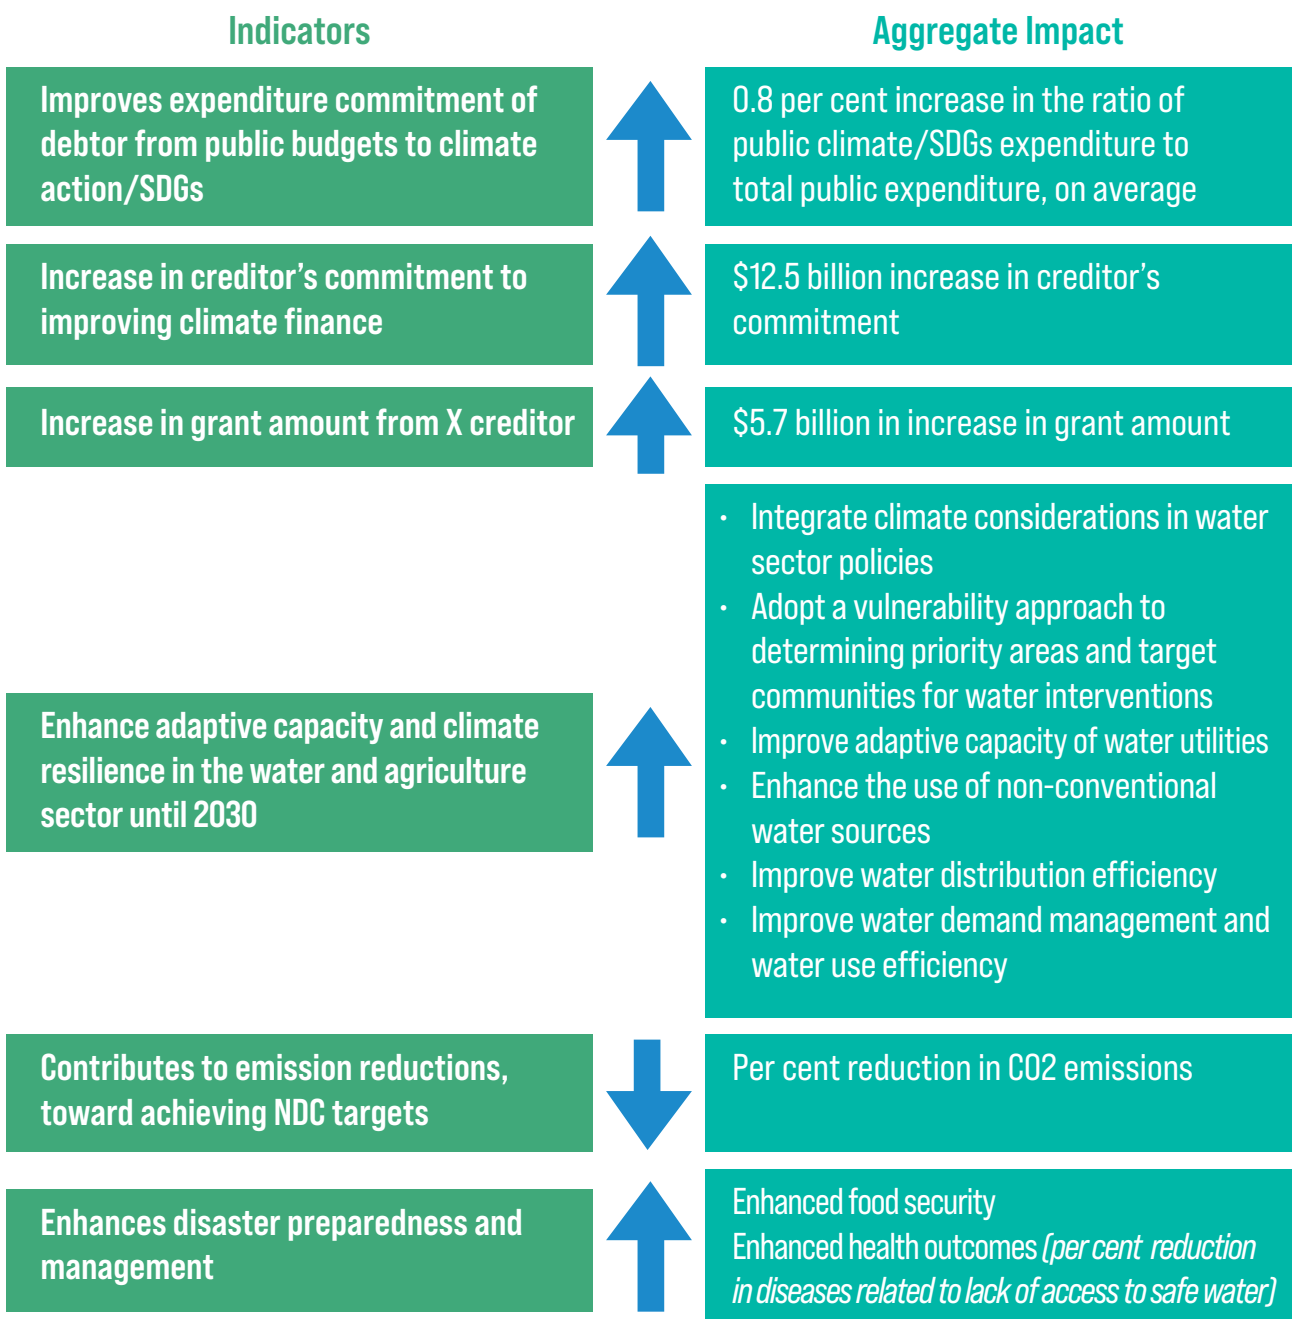 Indicators
Aggregate Impact
Improves expenditure commitment of
debtor from public budgets to climate
action/SDGs
0.8 per cent increase in the ratio of
public climate/SDGs expenditure to
total public expenditure, on average
Increase in creditor’s commitment to
improving climate finance
$12.5 billion increase in creditor’s
commitment
Increase in grant amount from X creditor
$5.7 billion in increase in grant amount
Enhance adaptive capacity and climate
resilience in the water and agriculture
sector until 2030
• Integrate climate considerations in water
sector policies
• Adopt a vulnerability approach to
determining priority areas and target
communities for water interventions
• Improve adaptive capacity of water utilities
• Enhance the use of non-conventional
water sources
• Improve water distribution efficiency
• Improve water demand management and
water use efficiency
Contributes to emission reductions,
toward achieving NDC targets
Per cent reduction in CO2 emissions
Enhances disaster preparedness and
management
Enhanced food security
Enhanced health outcomes (per cent reduction
in diseases related to lack of access to safe water)